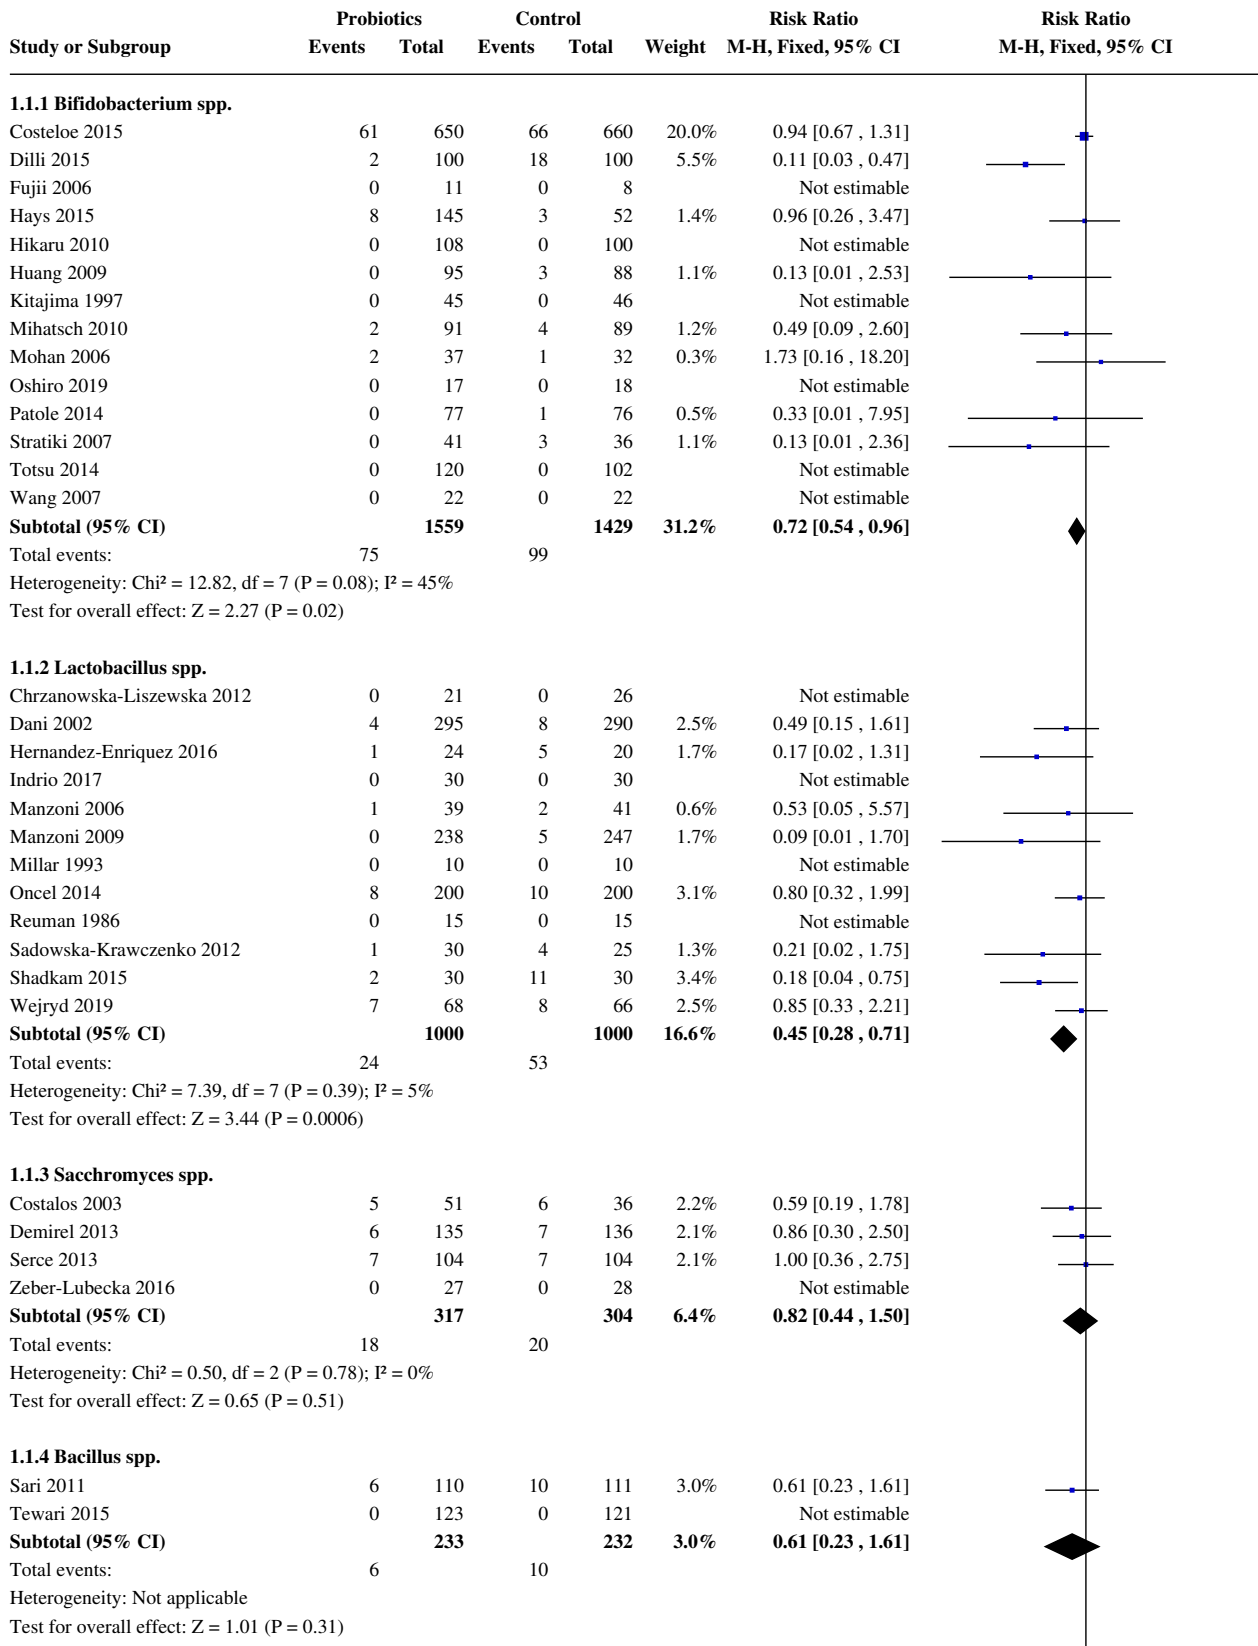 Probiotics Control Risk Ratio Risk Ratio
Study or Subgroup Events Total Events Total Weight M-H, Fixed, 95% CI M-H, Fixed, 95% CI
1.1.1 Bifidobacterium spp.
Costeloe 2015 61 650 66 660 20.0% 0.94 [0.67 , 1.31]
Dilli 2015 2 100 18 100 5.5% 0.11 [0.03 , 0.47]
Fujii 2006 0 11 0 8 Not estimable
Hays 2015 8 145 3 52 1.4% 0.96 [0.26 , 3.47]
Hikaru 2010 0 108 0 100 Not estimable
Huang 2009 0 95 3 88 1.1% 0.13 [0.01 , 2.53]
Kitajima 1997 0 45 0 46 Not estimable
Mihatsch 2010 2 91 4 89 1.2% 0.49 [0.09 , 2.60]
Mohan 2006 2 37 1 32 0.3% 1.73 [0.16 , 18.20]
Oshiro 2019 0 17 0 18 Not estimable
Patole 2014 0 77 1 76 0.5% 0.33 [0.01 , 7.95]
Stratiki 2007 0 41 3 36 1.1% 0.13 [0.01 , 2.36]
Totsu 2014 0 120 0 102 Not estimable
Wang 2007 0 22 0 22 Not estimable
Subtotal (95% CI) 1559 1429 31.2% 0.72 [0.54 , 0.96]
Total events: 75 99
Heterogeneity: Chi² = 12.82, df = 7 (P = 0.08); I² = 45%
Test for overall effect: Z = 2.27 (P = 0.02)
1.1.2 Lactobacillus spp.
Chrzanowska-Liszewska 2012 0 21 0 26 Not estimable
Dani 2002 4 295 8 290 2.5% 0.49 [0.15 , 1.61]
Hernandez-Enriquez 2016 1 24 5 20 1.7% 0.17 [0.02 , 1.31]
Indrio 2017 0 30 0 30 Not estimable
Manzoni 2006 1 39 2 41 0.6% 0.53 [0.05 , 5.57]
Manzoni 2009 0 238 5 247 1.7% 0.09 [0.01 , 1.70]
Millar 1993 0 10 0 10 Not estimable
Oncel 2014 8 200 10 200 3.1% 0.80 [0.32 , 1.99]
Reuman 1986 0 15 0 15 Not estimable
Sadowska-Krawczenko 2012 1 30 4 25 1.3% 0.21 [0.02 , 1.75]
Shadkam 2015 2 30 11 30 3.4% 0.18 [0.04 , 0.75]
Wejryd 2019 7 68 8 66 2.5% 0.85 [0.33 , 2.21]
Subtotal (95% CI) 1000 1000 16.6% 0.45 [0.28 , 0.71]
Total events: 24 53
Heterogeneity: Chi² = 7.39, df = 7 (P = 0.39); I² = 5%
Test for overall effect: Z = 3.44 (P = 0.0006)
1.1.3 Sacchromyces spp.
Costalos 2003 5 51 6 36 2.2% 0.59 [0.19 , 1.78]
Demirel 2013 6 135 7 136 2.1% 0.86 [0.30 , 2.50]
Serce 2013 7 104 7 104 2.1% 1.00 [0.36 , 2.75]
Zeber-Lubecka 2016 0 27 0 28 Not estimable
Subtotal (95% CI) 317 304 6.4% 0.82 [0.44 , 1.50]
Total events: 18 20
Heterogeneity: Chi² = 0.50, df = 2 (P = 0.78); I² = 0%
Test for overall effect: Z = 0.65 (P = 0.51)
1.1.4 Bacillus spp.
Sari 2011 6 110 10 111 3.0% 0.61 [0.23 , 1.61]
Tewari 2015 0 123 0 121 Not estimable
Subtotal (95% CI) 233 232 3.0% 0.61 [0.23 , 1.61]
Total events: 6 10
Heterogeneity: Not applicable
Test for overall effect: Z = 1.01 (P = 0.31)